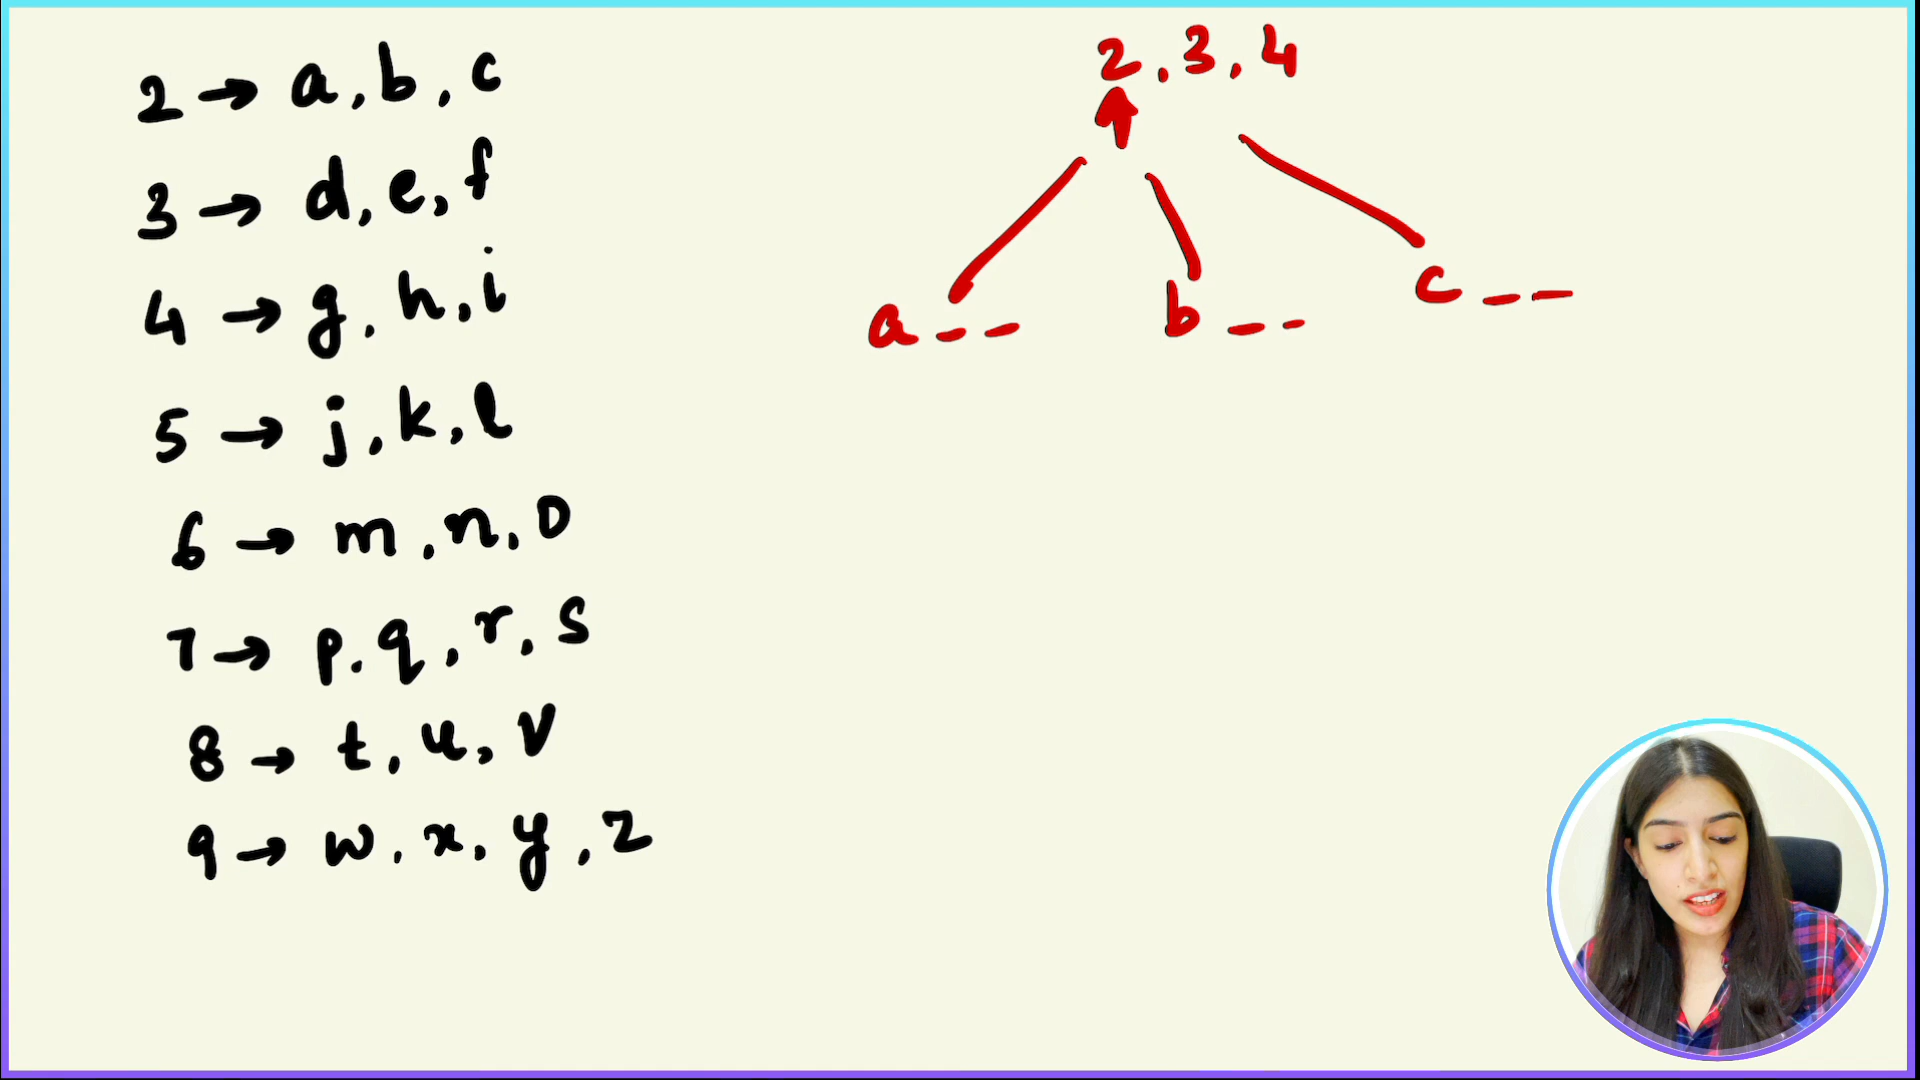 2 → a, b, c
3 → d, e, f
4 → g, h, i
5 → j, k, l
6 → m, n, o
7 → p, q, r, s
8 → t, u, v
9 → w, x, y, z
2, 3, 4
a _ _
b _ _
c _ _